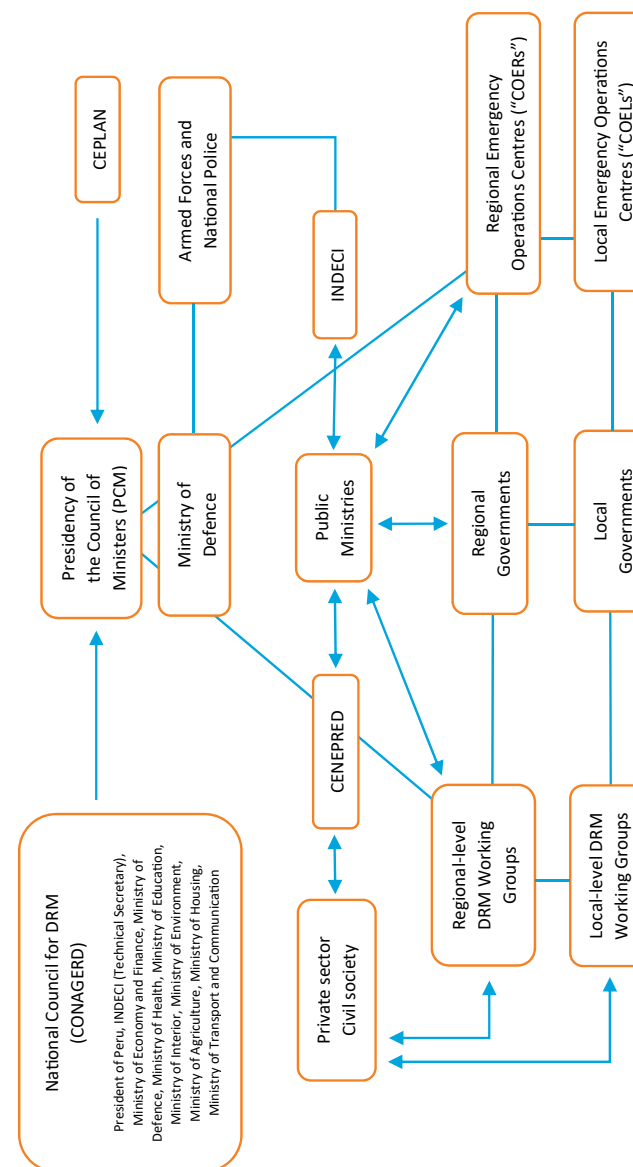 National Council for DRM
(CONAGERD)
President of Peru, INDECI (Technical Secretary),
Ministry of Economy and Finance, Ministry of
Defence, Ministry of Health, Ministry of Education,
Ministry of Interior, Ministry of Environment,
Ministry of Agriculture, Ministry of Housing,
Ministry of Transport and Communication
Presidency of
the Council of
Ministers (PCM)
CEPLAN
Ministry of
Defence
Armed Forces and
National Police
Private sector
Civil society
CENEPRED
Public
Ministries
INDECI
Regional-level
DRM Working
Groups
Regional
Governments
Regional Emergency
Operations Centres (“COERs”)
Local-level DRM
Working Groups
Local
Governments
Local Emergency Operations
Centres (“COELs”)